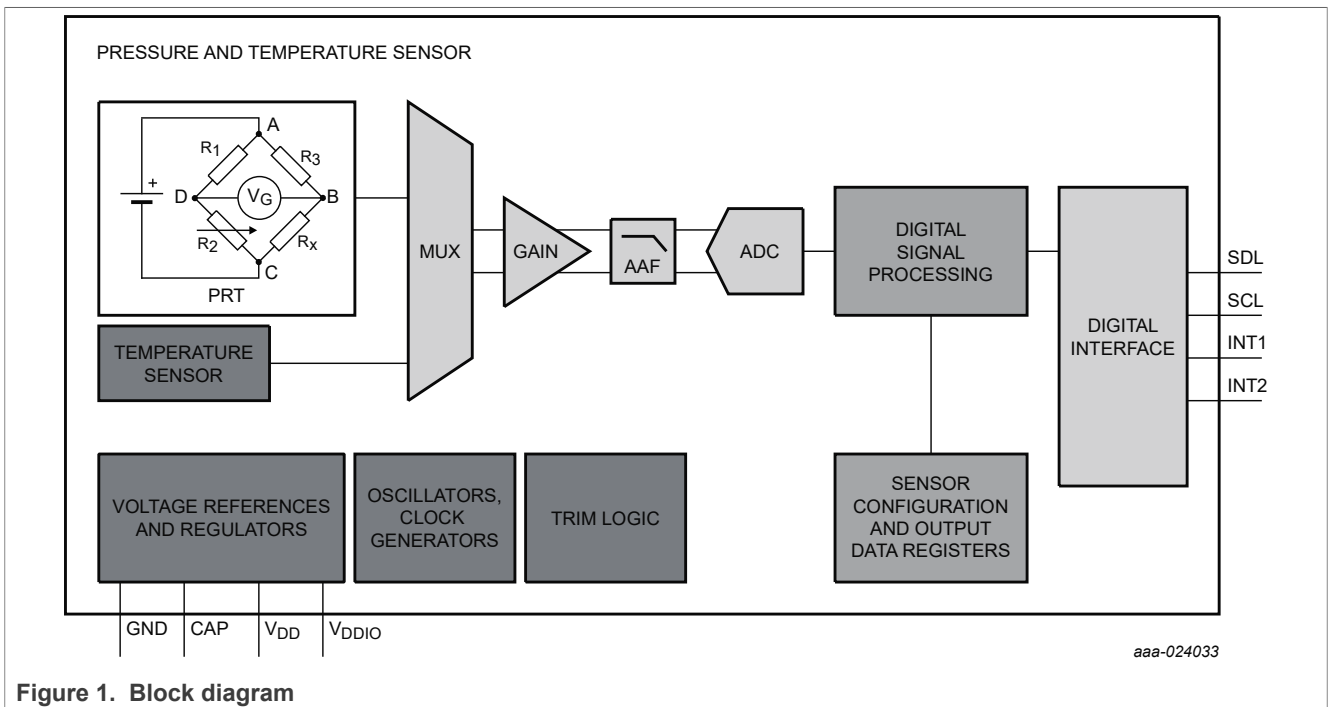 PRESSURE AND TEMPERATURE SENSOR
A
R1
R3
+
D
VG
B
R2
Rx
C
PRT
MUX
GAIN
AAF
ADC
DIGITAL
SIGNAL
PROCESSING
DIGITAL
INTERFACE
SDL
SCL
INT1
INT2
TEMPERATURE
SENSOR
VOLTAGE REFERENCES
AND REGULATORS
OSCILLATORS,
CLOCK
GENERATORS
TRIM LOGIC
SENSOR
CONFIGURATION
AND OUTPUT
DATA REGISTERS
GND
CAP
VDD
VDDIO
aaa-024033
Figure 1. Block diagram